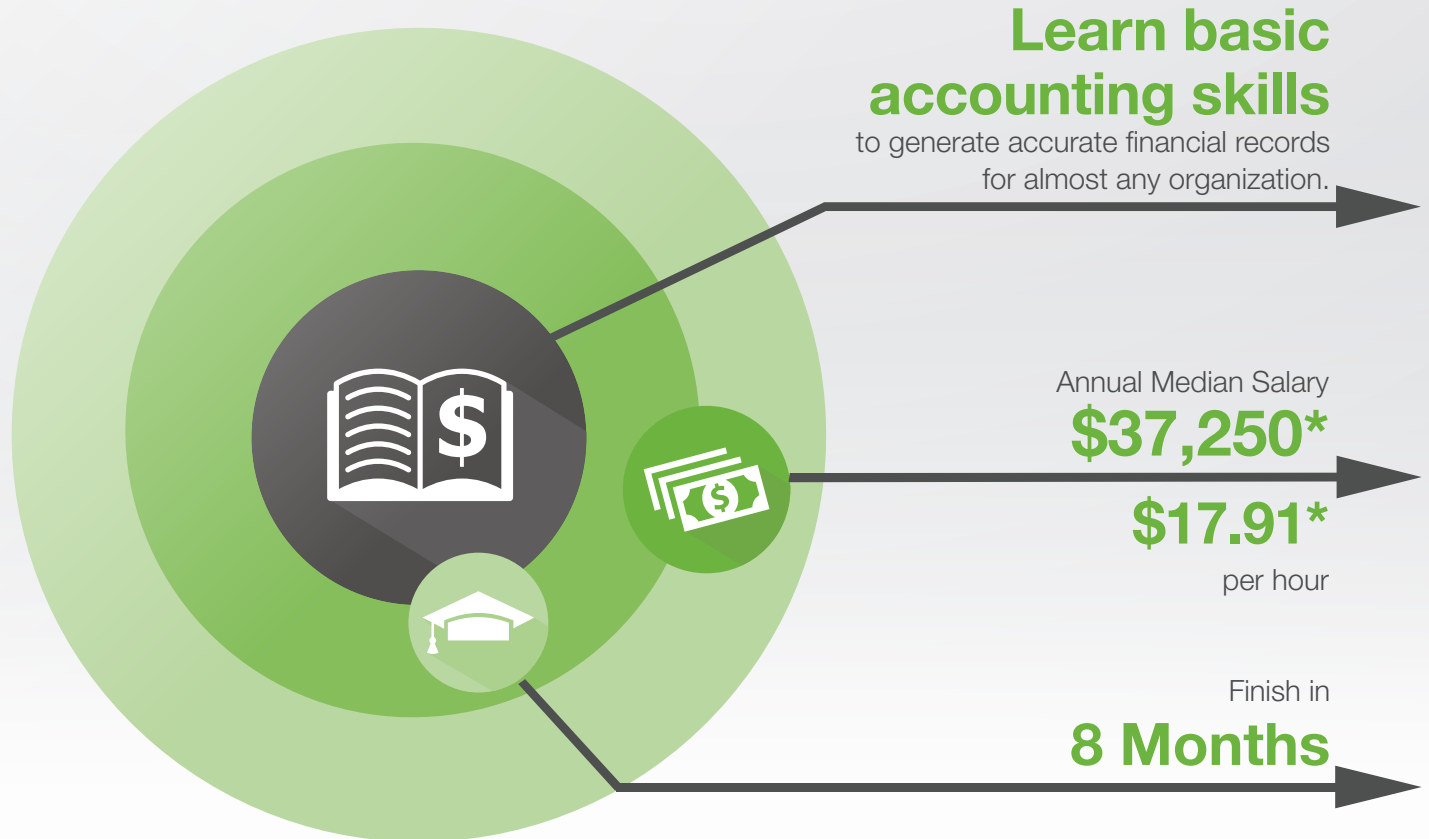 Learn basic
accounting skills
to generate accurate financial records
for almost any organization.
$
$
Annual Median Salary
$37,250*
$17.91*
per hour
Finish in
8 Months